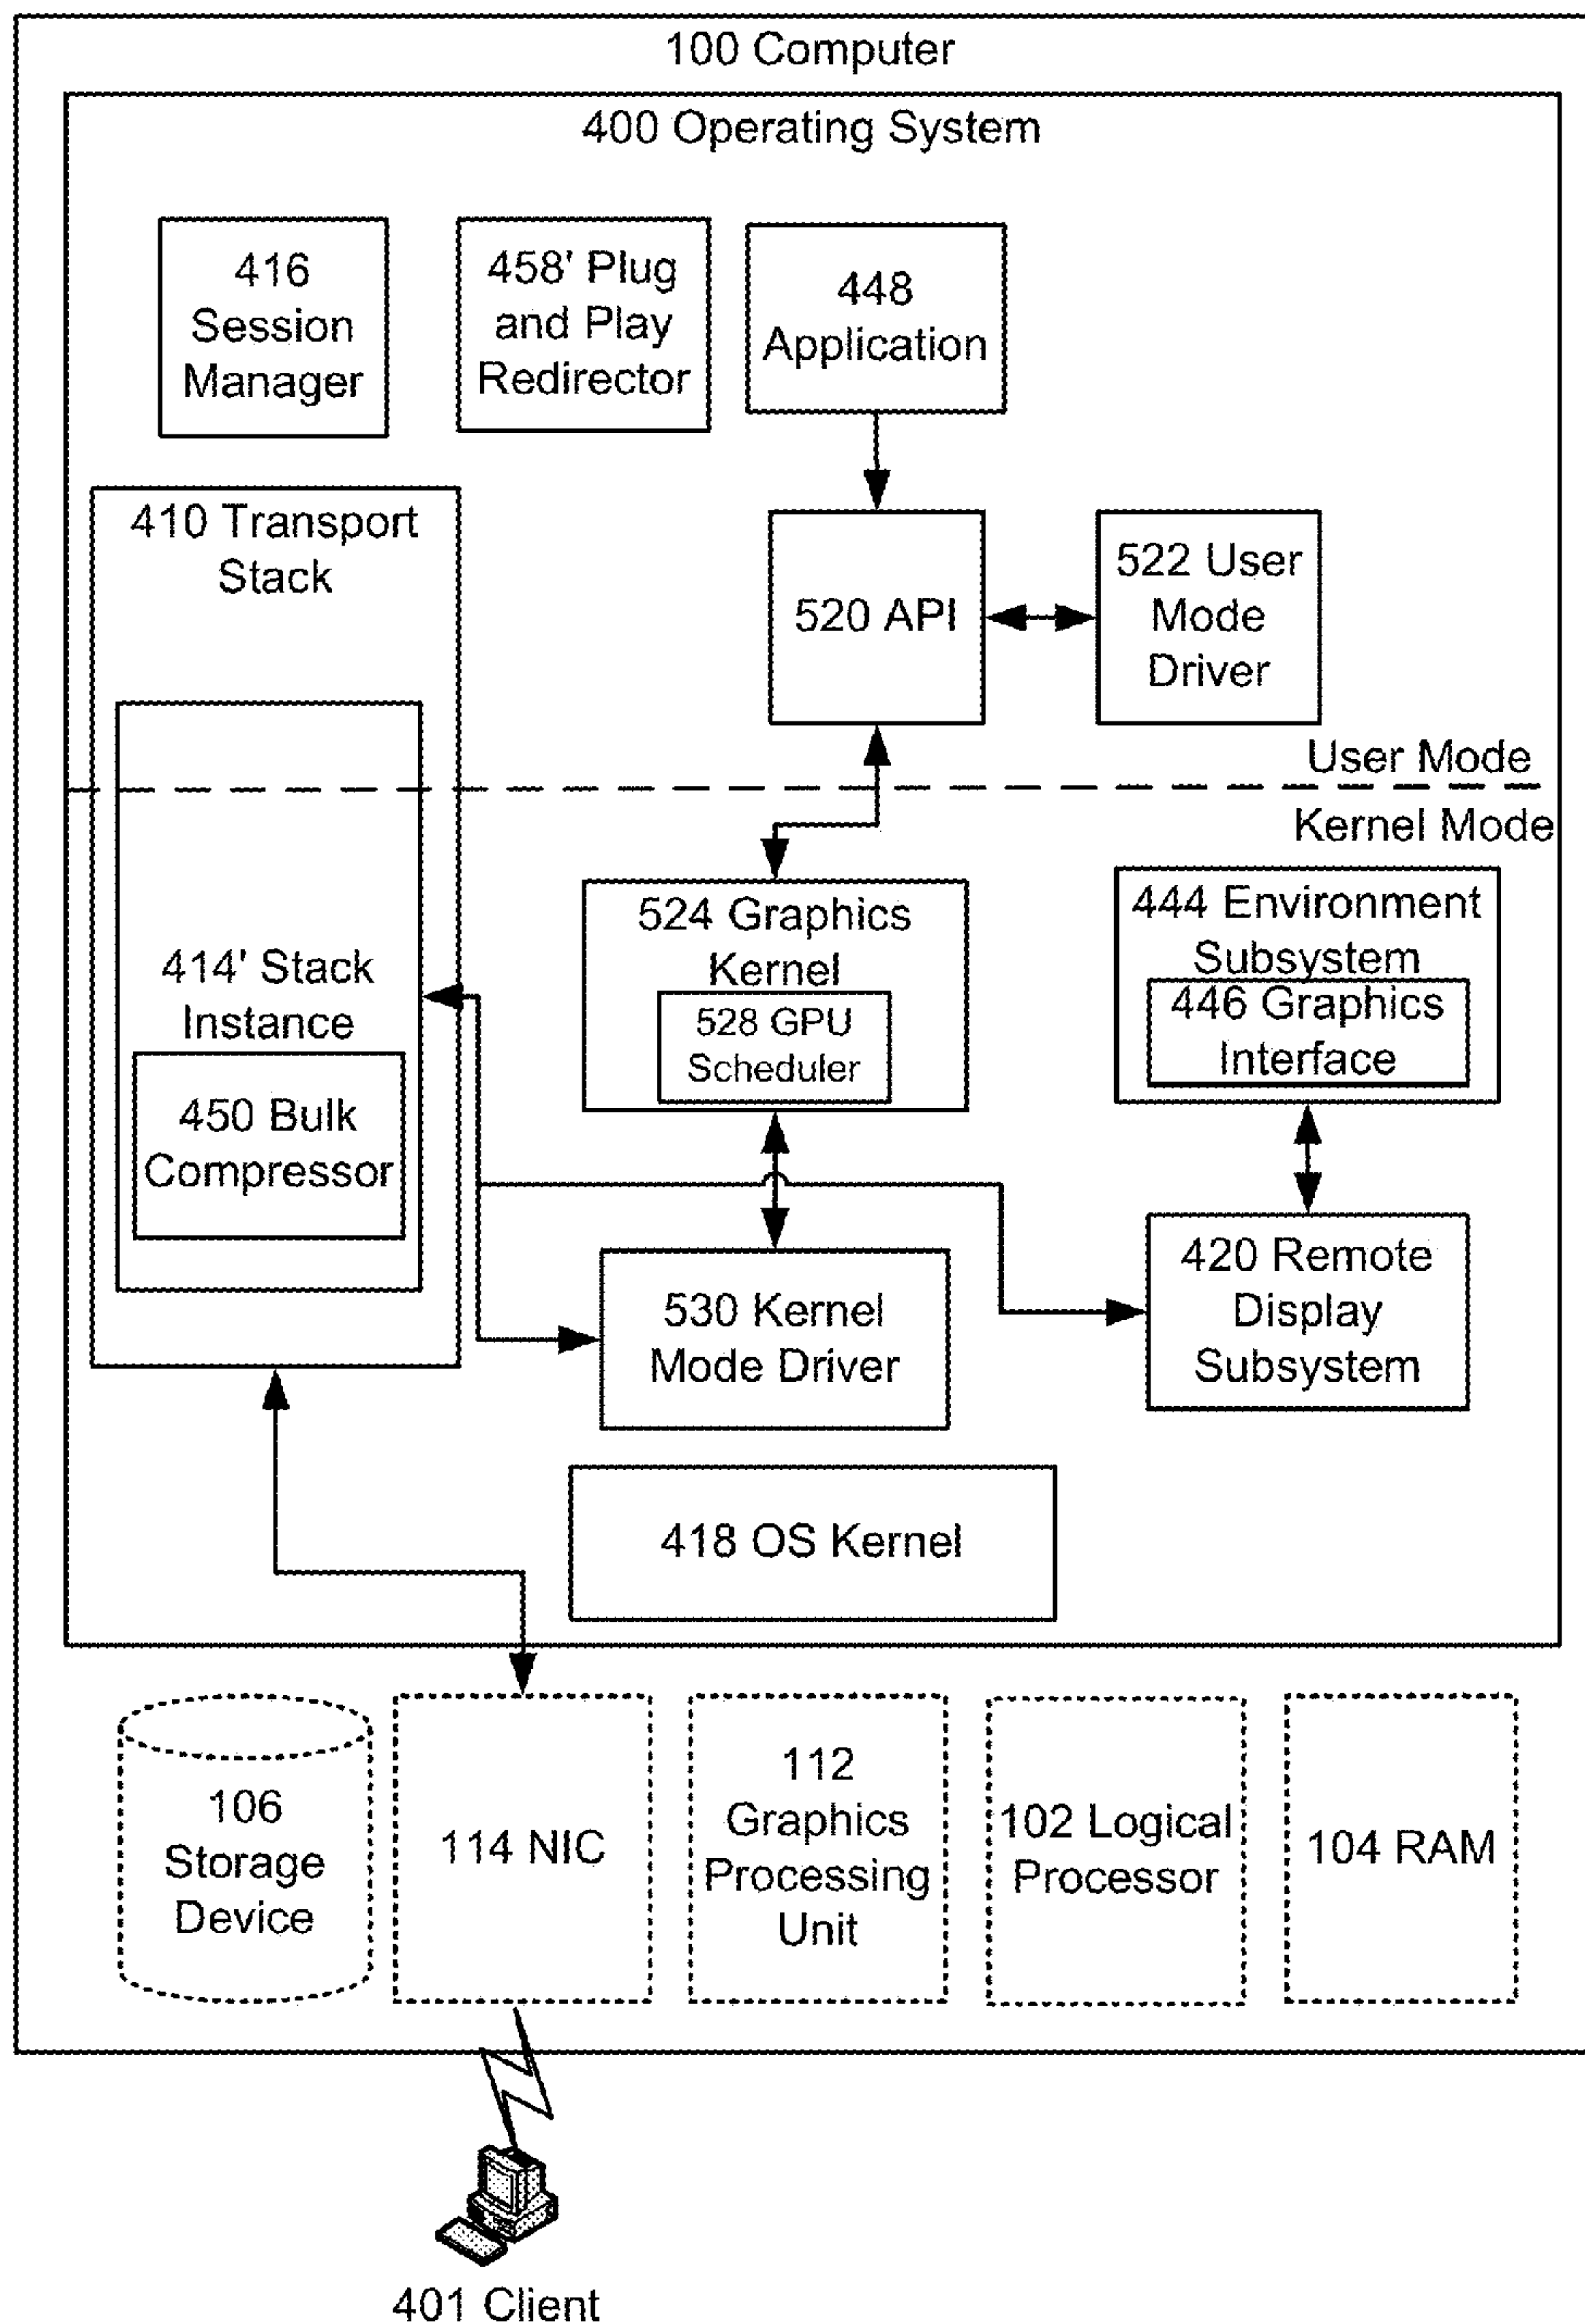 100 Computer
400 Operating System
416
Session
Manager
458' Plug
and Play
Redirector
448
Application
410 Transport
Stack
520 API
522 User
Mode
Driver
User Mode
Kernel Mode
414' Stack
Instance
450 Bulk
Compressor
524 Graphics
Kernel
528 GPU
Scheduler
444 Environment
Subsystem
446 Graphics
Interface
530 Kernel
Mode Driver
420 Remote
Display
Subsystem
418 OS Kernel
106
Storage
Device
114 NIC
112
Graphics
Processing
Unit
102 Logical
Processor
104 RAM
401 Client